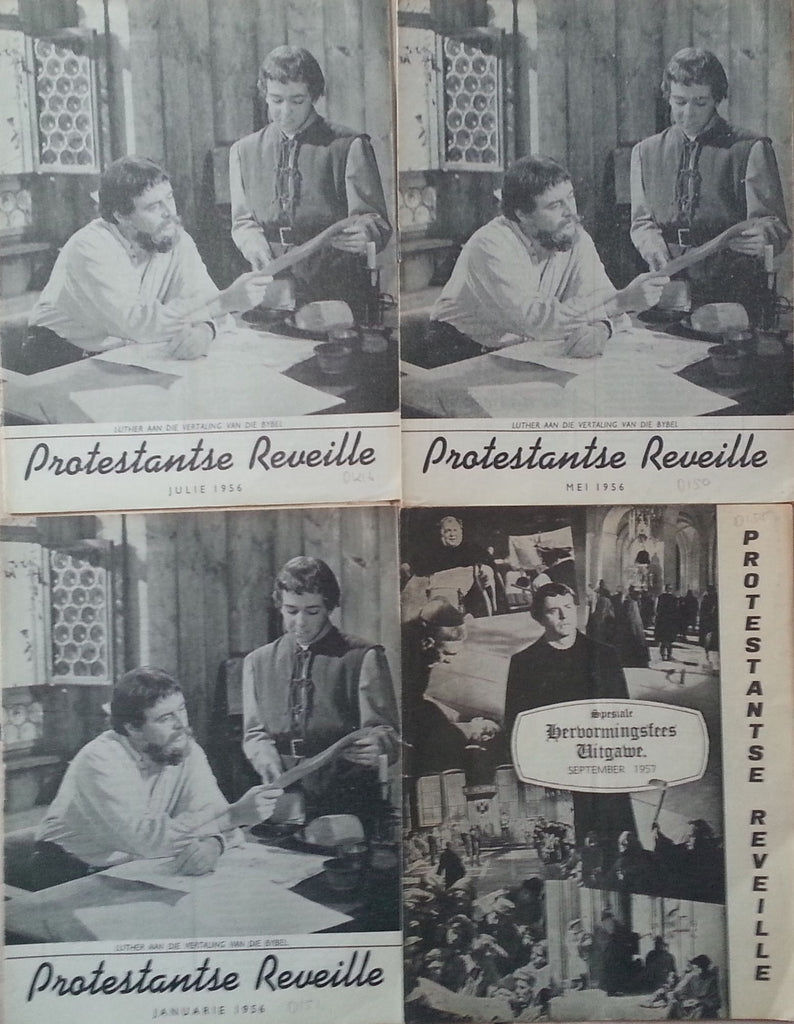 LUTHER AAN DIE VERTALING VAN DIE BYBEL
Protestantse Reveille
JULIE 1956
LUTHER AAN DIE VERTALING VAN DIE BYBEL
Protestantse Reveille
MEI 1956
D150
LUTHER AAN DIE VERTALING VAN DIE BYBEL
Protestantse Reveille
JANUARIE 1956
Spesiale
Hervormingsfees
Uitgawe.
SEPTEMBER 1957
PROTESTANTSE REVEILLE